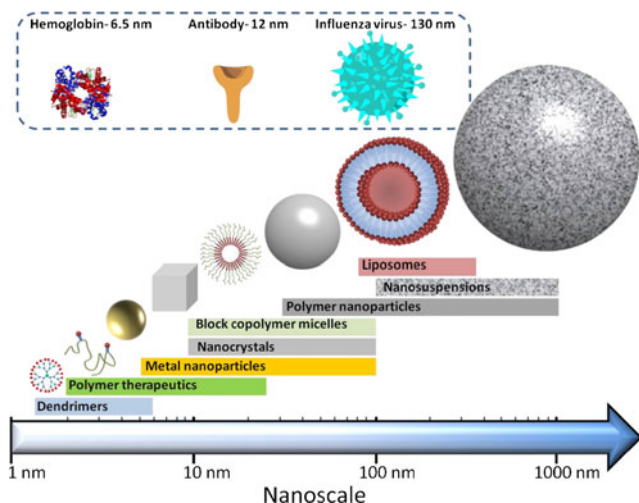 Hemoglobin- 6.5 nm Antibody- 12 nm Influenza virus- 130 nm
Liposomes
Nanosuspensions
Polymer nanoparticles
Block copolymer micelles
Nanocrystals
Metal nanoparticles
Polymer therapeutics
Dendrimers
1 nm 10 nm 100 nm 1000 nm
Nanoscale